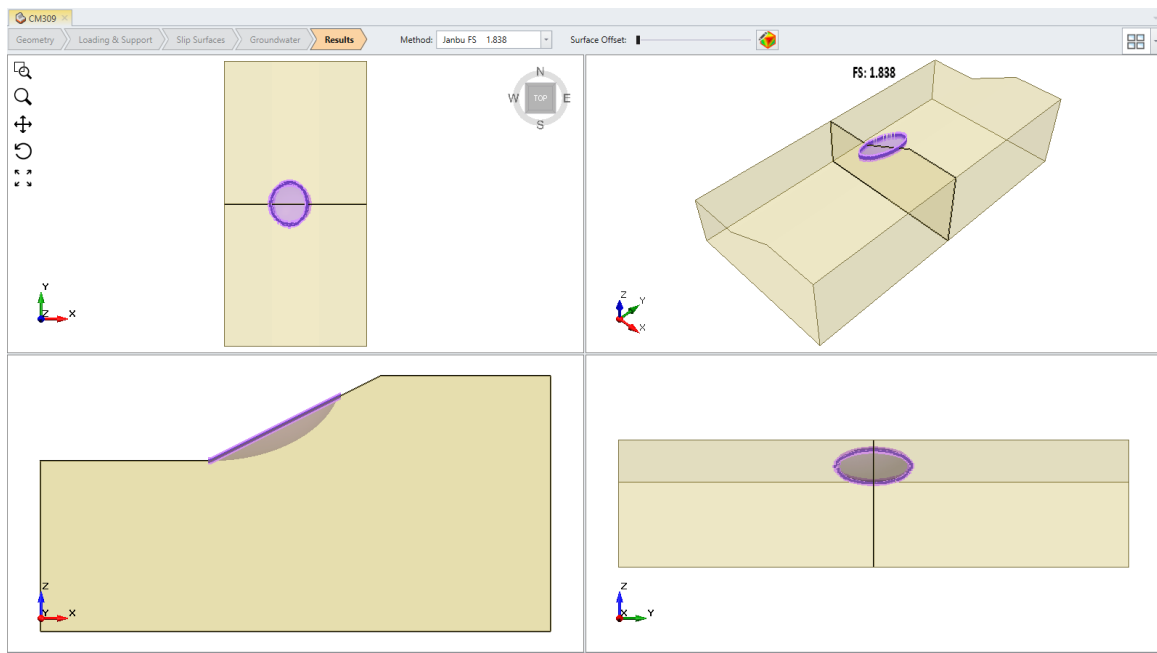 CM309
Geometry Loading & Support Slip Surfaces Groundwater Results Method: Janbu FS 1.838 Surface Offset:
N
W TOP E
S
Y
Z X
FS: 1.838
Z
Y
X
Z
Y X
Z
X Y